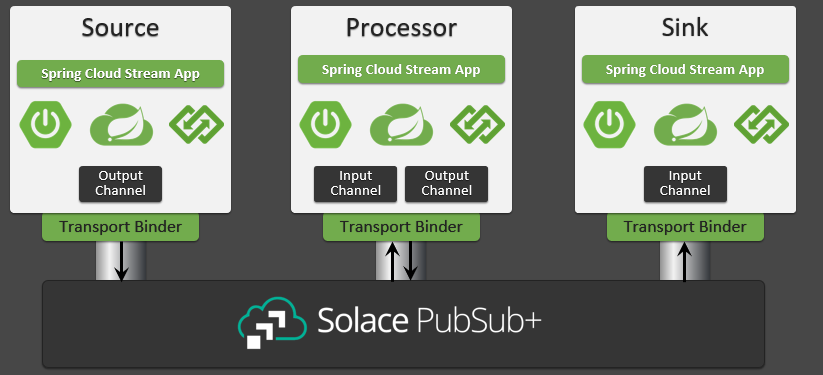 Source
Spring Cloud Stream App
Output
Channel
Transport Binder
Processor
Spring Cloud Stream App
Input
Channel
Output
Channel
Transport Binder
Sink
Spring Cloud Stream App
Input
Channel
Transport Binder
Solace PubSub+